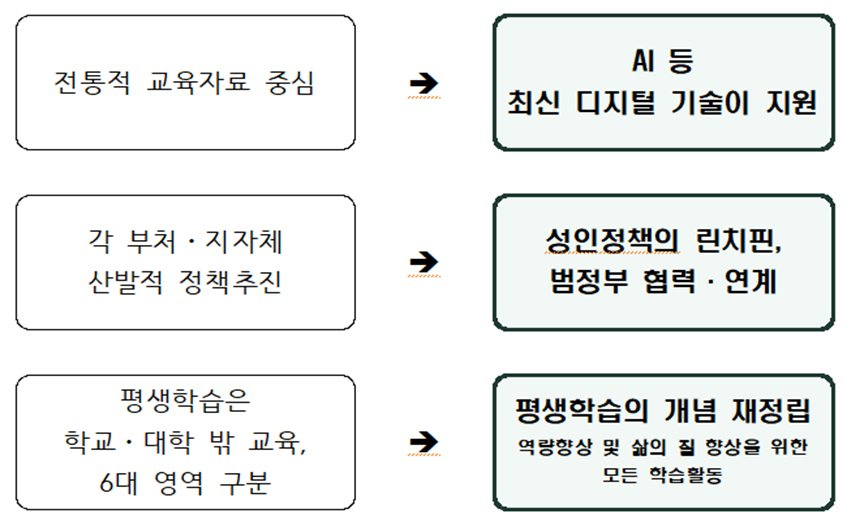 전통적 교육자료 중심
➔
AI 등
최신 디지털 기술이 지원
각 부처·지자체
산발적 정책추진
➔
성인정책의 린치핀,
범정부 협력·연계
평생학습은
학교·대학 밖 교육,
6대 영역 구분
➔
평생학습의 개념 재정립
역량향상 및 삶의 질 향상을 위한
모든 학습활동